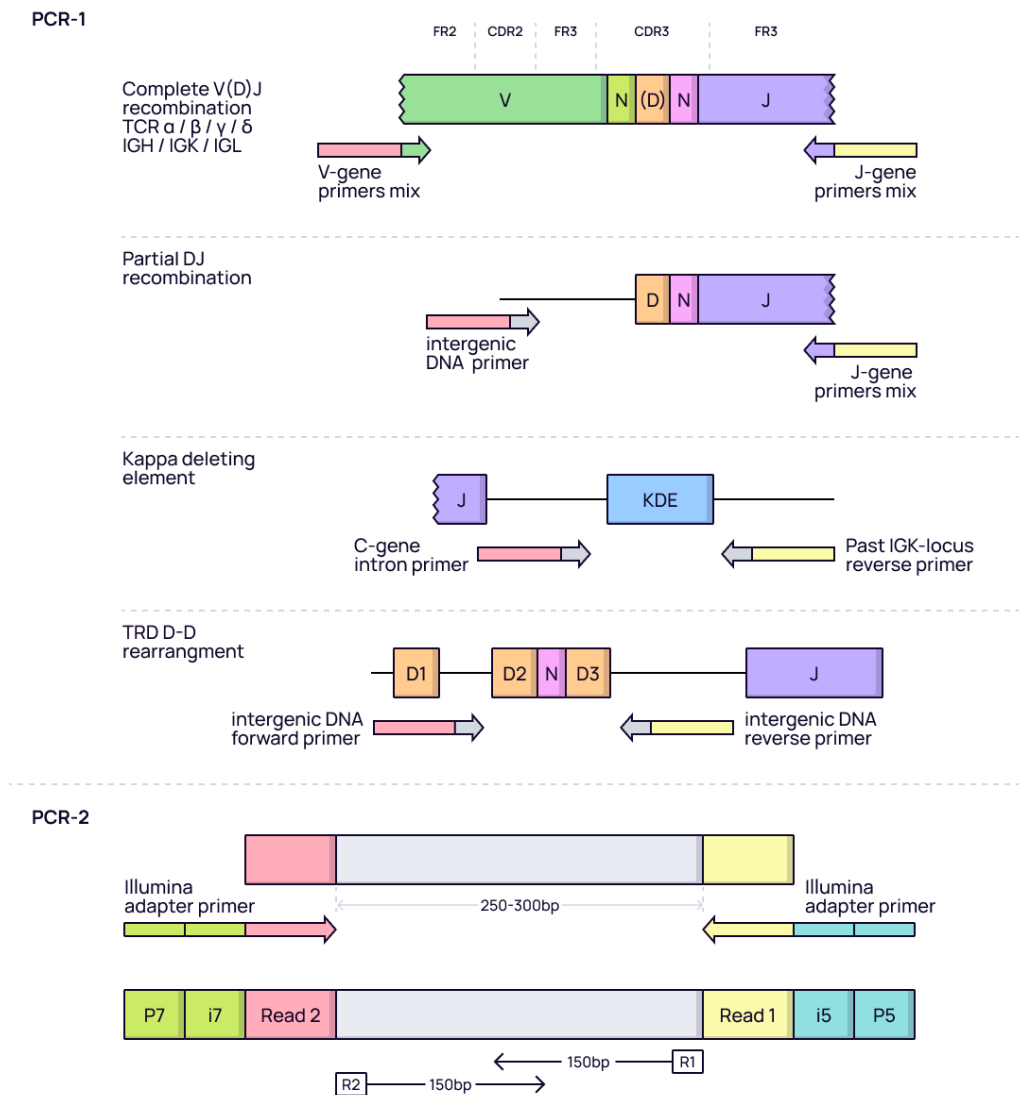 PCR-1
FR2 CDR2 FR3 CDR3 FR3
Complete V(D)J
recombination
TCR α / β / γ / δ
IGH / IGK / IGL
V N (D) N J
V-gene
primers mix
J-gene
primers mix
Partial DJ
recombination
D N J
intergenic
DNA primer
J-gene
primers mix
Kappa deleting
element
J KDE
C-gene
intron primer
Past IGK-locus
reverse primer
TRD D-D
rearrangment
D1 D2 N D3 J
intergenic DNA
forward primer
intergenic DNA
reverse primer
PCR-2
Illumina
adapter primer
250-300bp
Illumina
adapter primer
P7 i7 Read 2 Read 1 i5 P5
150bp R1
R2 150bp